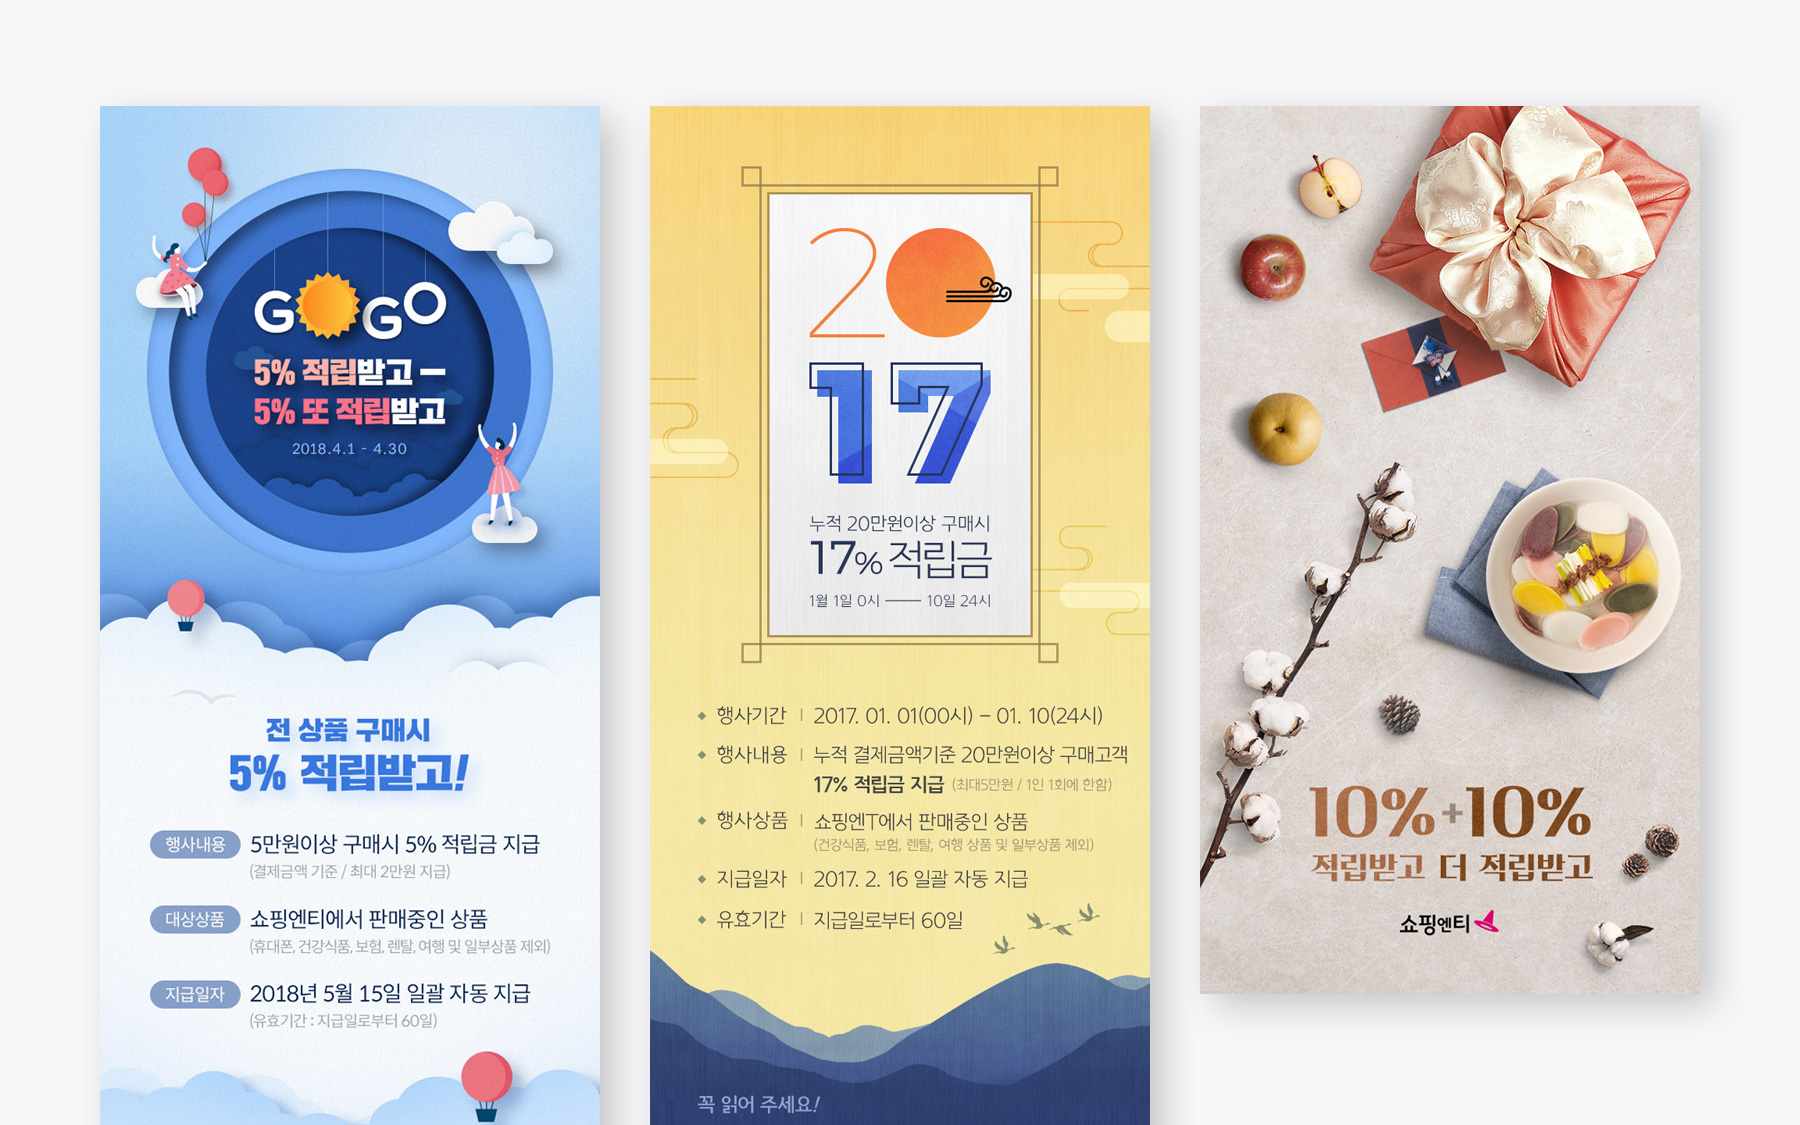 GOGO
5% 적립받고 –
5% 또 적립받고
2018.4.1 - 4.30
전 상품 구매시
5% 적립받고!
행사내용 5만원이상 구매시 5% 적립금 지급
(결제금액 기준 / 최대 2만원 지급)
대상상품 쇼핑엔티에서 판매중인 상품
(휴대폰, 건강식품, 보험, 렌탈, 여행 및 일부상품 제외)
지급일자 2018년 5월 15일 일괄 자동 지급
(유효기간 : 지급일로부터 60일)
20
17
누적 20만원이상 구매시
17% 적립금
1월 1일 0시 — 10일 24시
행사기간 | 2017. 01. 01(00시) – 01. 10(24시)
행사내용 | 누적 결제금액기준 20만원이상 구매고객
17% 적립금 지급 (최대5만원 / 1인 1회에 한함)
행사상품 | 쇼핑엔T에서 판매중인 상품
(건강식품, 보험, 렌탈, 여행 상품 및 일부상품 제외)
지급일자 | 2017. 2. 16 일괄 자동 지급
유효기간 | 지급일로부터 60일
꼭 읽어 주세요!
10%+10%
적립받고 더 적립받고
쇼핑엔티